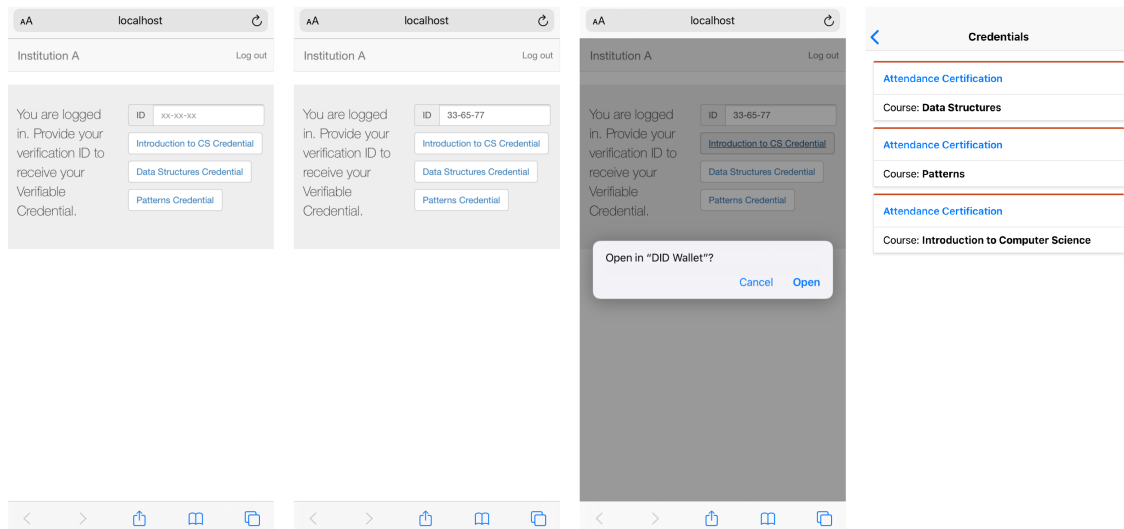 AA localhost
Institution A Log out
You are logged
in. Provide your
verification ID to
receive your
Verifiable
Credential.
ID xx-xx-xx
Introduction to CS Credential
Data Structures Credential
Patterns Credential
AA localhost
Institution A Log out
You are logged
in. Provide your
verification ID to
receive your
Verifiable
Credential.
ID 33-65-77
Introduction to CS Credential
Data Structures Credential
Patterns Credential
AA localhost
Institution A Log out
You are logged
in. Provide your
verification ID to
receive your
Verifiable
Credential.
ID 33-65-77
Introduction to CS Credential
Data Structures Credential
Patterns Credential
Open in “DID Wallet”?
Cancel Open
Credentials
Attendance Certification
Course: Data Structures
Attendance Certification
Course: Patterns
Attendance Certification
Course: Introduction to Computer Science